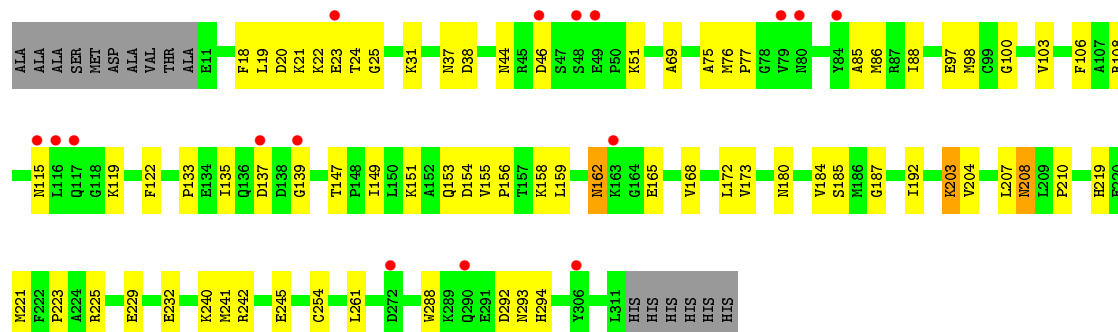 ALA ALA ALA SER MET ASP ALA VAL THR ALA E11 F18 L19 D20 K21 K22 E23 T24 G25 K31 N37 D38 N44 R45 D46 S47 S48 E49 P50 K51 A69 A75 M76 P77 G78 V79 N80 Y84 A85 M86 R87 I88 E97 M98 C99 G100 V103 F106 A107
N115 L116 Q117 G118 K119 F122 P133 E134 I135 Q136 D137 D138 G139 T147 P148 I149 L150 K151 A152 Q153 D154 V155 P156 T157 K158 L159 N162 K163 G164 E165 V168 L172 V173 N180 V184 S185 M186 G187 I192 K203 V204 L207 N208 L209 P210 H219
M221 F222 P223 A224 R225 E229 E232 K240 M241 R242 E245 C254 L261 D272 W288 K289 Q290 E291 D292 N293 H294 Y306 L311 HIS HIS HIS HIS HIS HIS